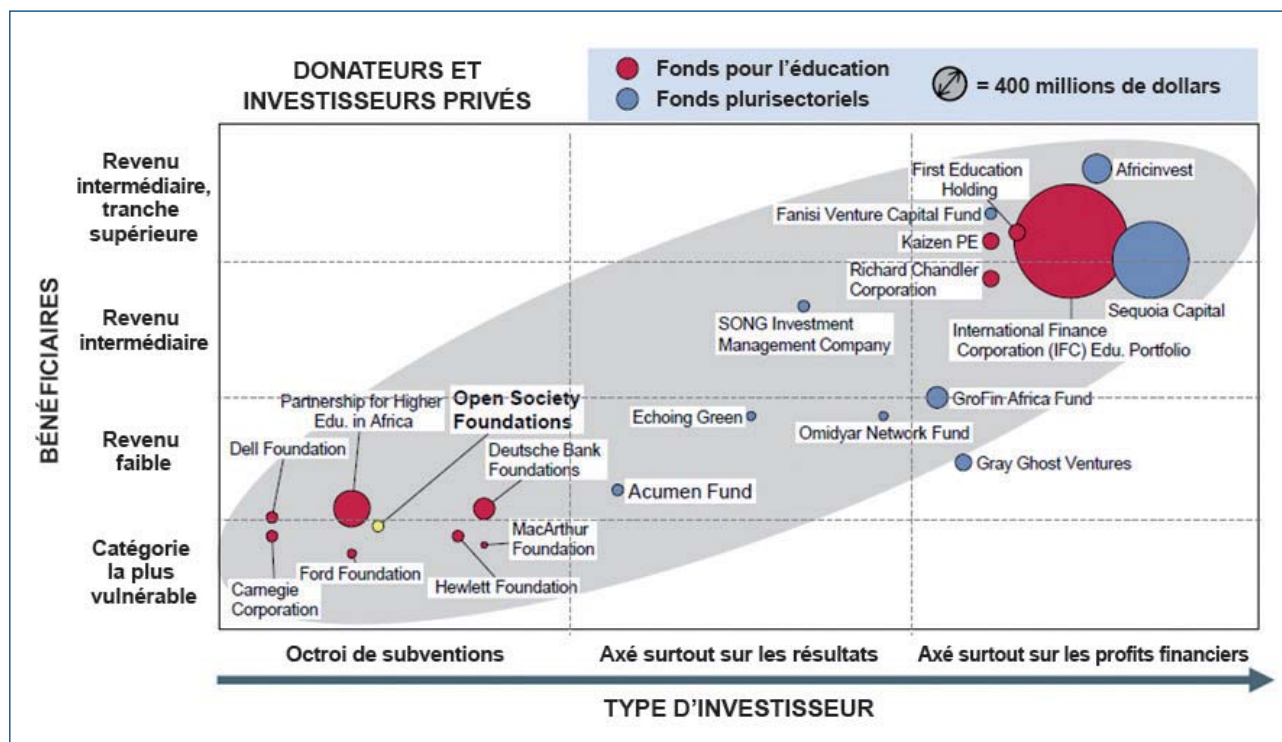 DONATEURS ET
INVESTISSEURS PRIVÉS
Fonds pour l'éducation
Fonds plurisectoriels
= 400 millions de dollars
BÉNÉFICIAIRES
Revenu
intermédiaire,
tranche
supérieure
Revenu
intermédiaire
Revenu
faible
Catégorie
la plus
vulnérable
First Education
Holding
Africinvest
Fanisi Venture Capital Fund
Kaizen PE
Richard Chandler
Corporation
SONG Investment
Management Company
Sequoia Capital
International Finance
Corporation (IFC) Edu. Portfolio
Partnership for Higher
Edu. in Africa
Open Society
Foundations
Dell Foundation
Deutsche Bank
Foundations
Echoing Green
Omidyar Network Fund
GroFin Africa Fund
Gray Ghost Ventures
Acumen Fund
MacArthur
Foundation
Ford Foundation
Hewlett Foundation
Carnegie
Corporation
Octroi de subventions
Axé surtout sur les résultats
Axé surtout sur les profits financiers
TYPE D'INVESTISSEUR